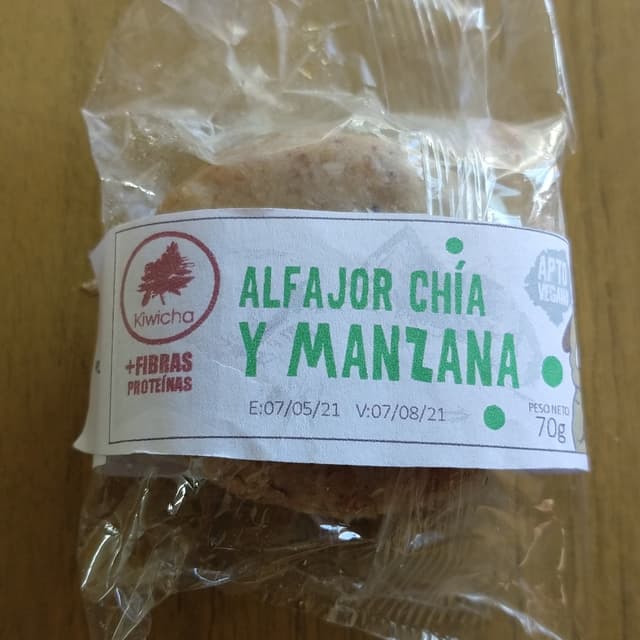 Kiwicha
+FIBRAS
PROTEÍNAS
ALFAJOR CHÍA
Y MANZANA
E:07/05/21 V:07/08/21
APTO
VEGANO
PESO NETO
70g